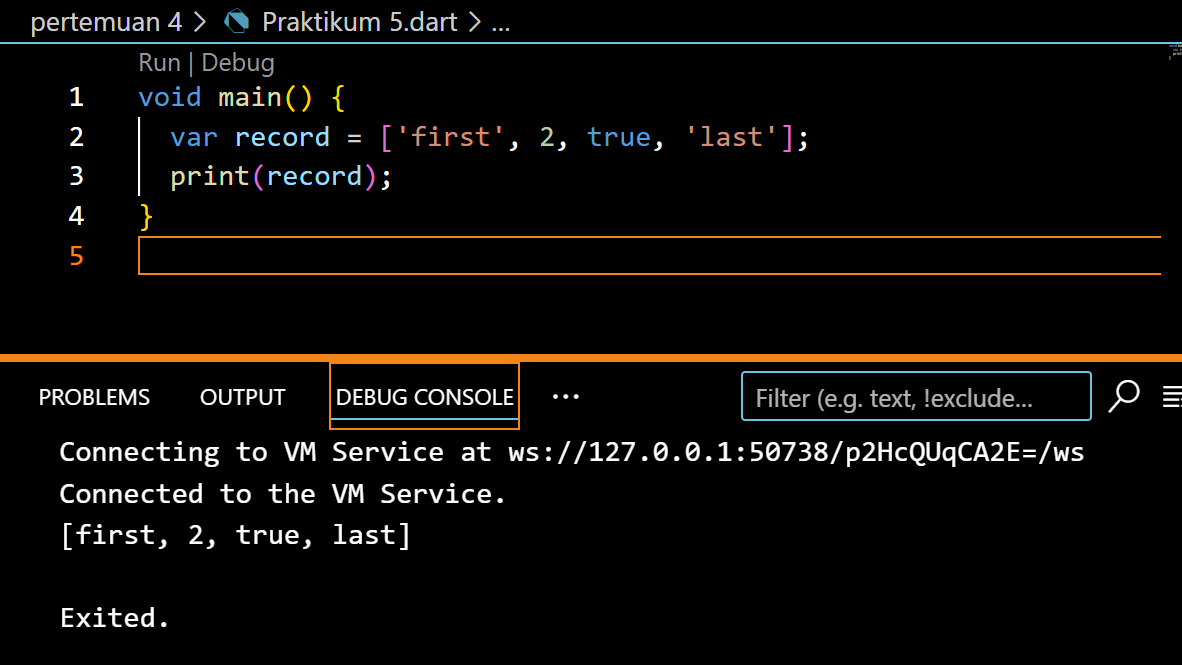 pertemuan 4 > Praktikum 5.dart > ...
Run | Debug
1 void main() {
2   var record = ['first', 2, true, 'last'];
3   print(record);
4 }
5
PROBLEMS OUTPUT DEBUG CONSOLE ... Filter (e.g. text, !exclude...
Connecting to VM Service at ws://127.0.0.1:50738/p2HcQUqCA2E=/ws
Connected to the VM Service.
[first, 2, true, last]
Exited.